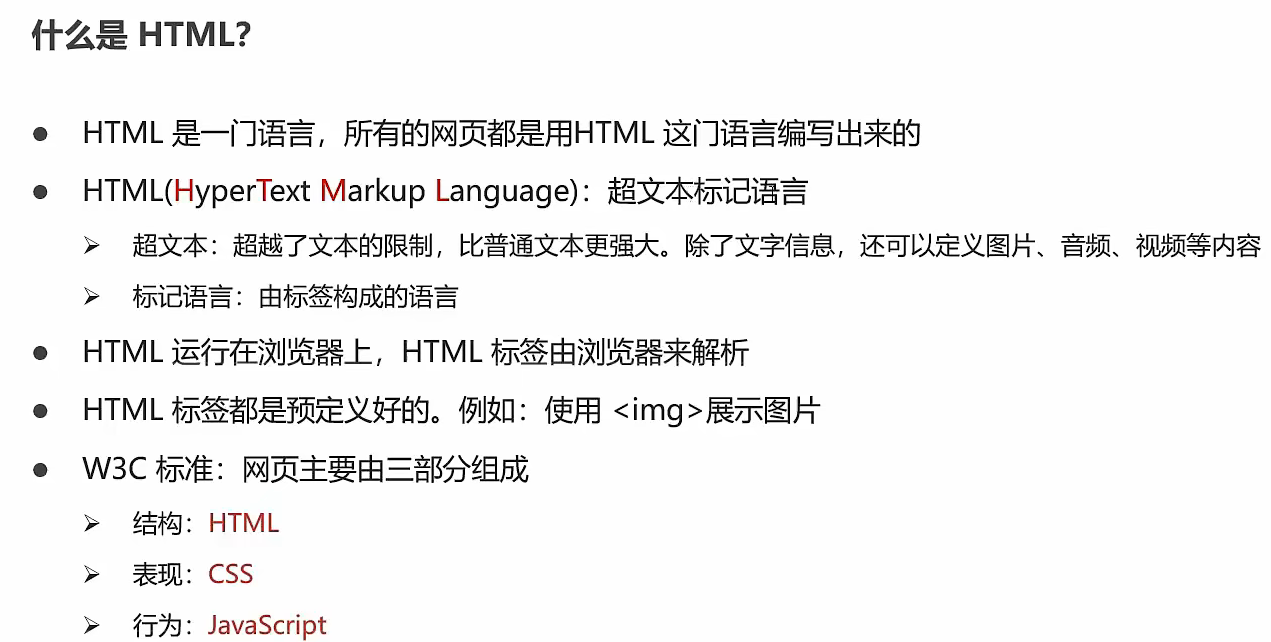 什么是 HTML?
● HTML 是一门语言，所有的网页都是用HTML 这门语言编写出来的
● HTML(HyperText Markup Language)：超文本标记语言
➢ 超文本：超越了文本的限制，比普通文本更强大。除了文字信息，还可以定义图片、音频、视频等内容
➢ 标记语言：由标签构成的语言
● HTML 运行在浏览器上，HTML 标签由浏览器来解析
● HTML 标签都是预定义好的。例如：使用 <img>展示图片
● W3C 标准：网页主要由三部分组成
➢ 结构：HTML
➢ 表现：CSS
➢ 行为：JavaScript